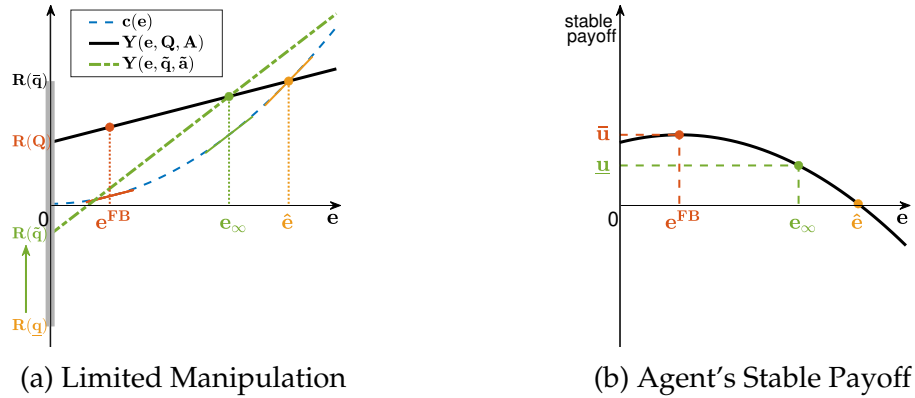 c(e)
Y(e, Q, A)
Y(e, q̃, ã)
R(q̄)
R(Q)
0
R(q̃)
R(q̲)
e^FB
e_∞
ê
e
(a) Limited Manipulation
stable
payoff
ū
u̲
0
e^FB
e_∞
ê
e
(b) Agent's Stable Payoff